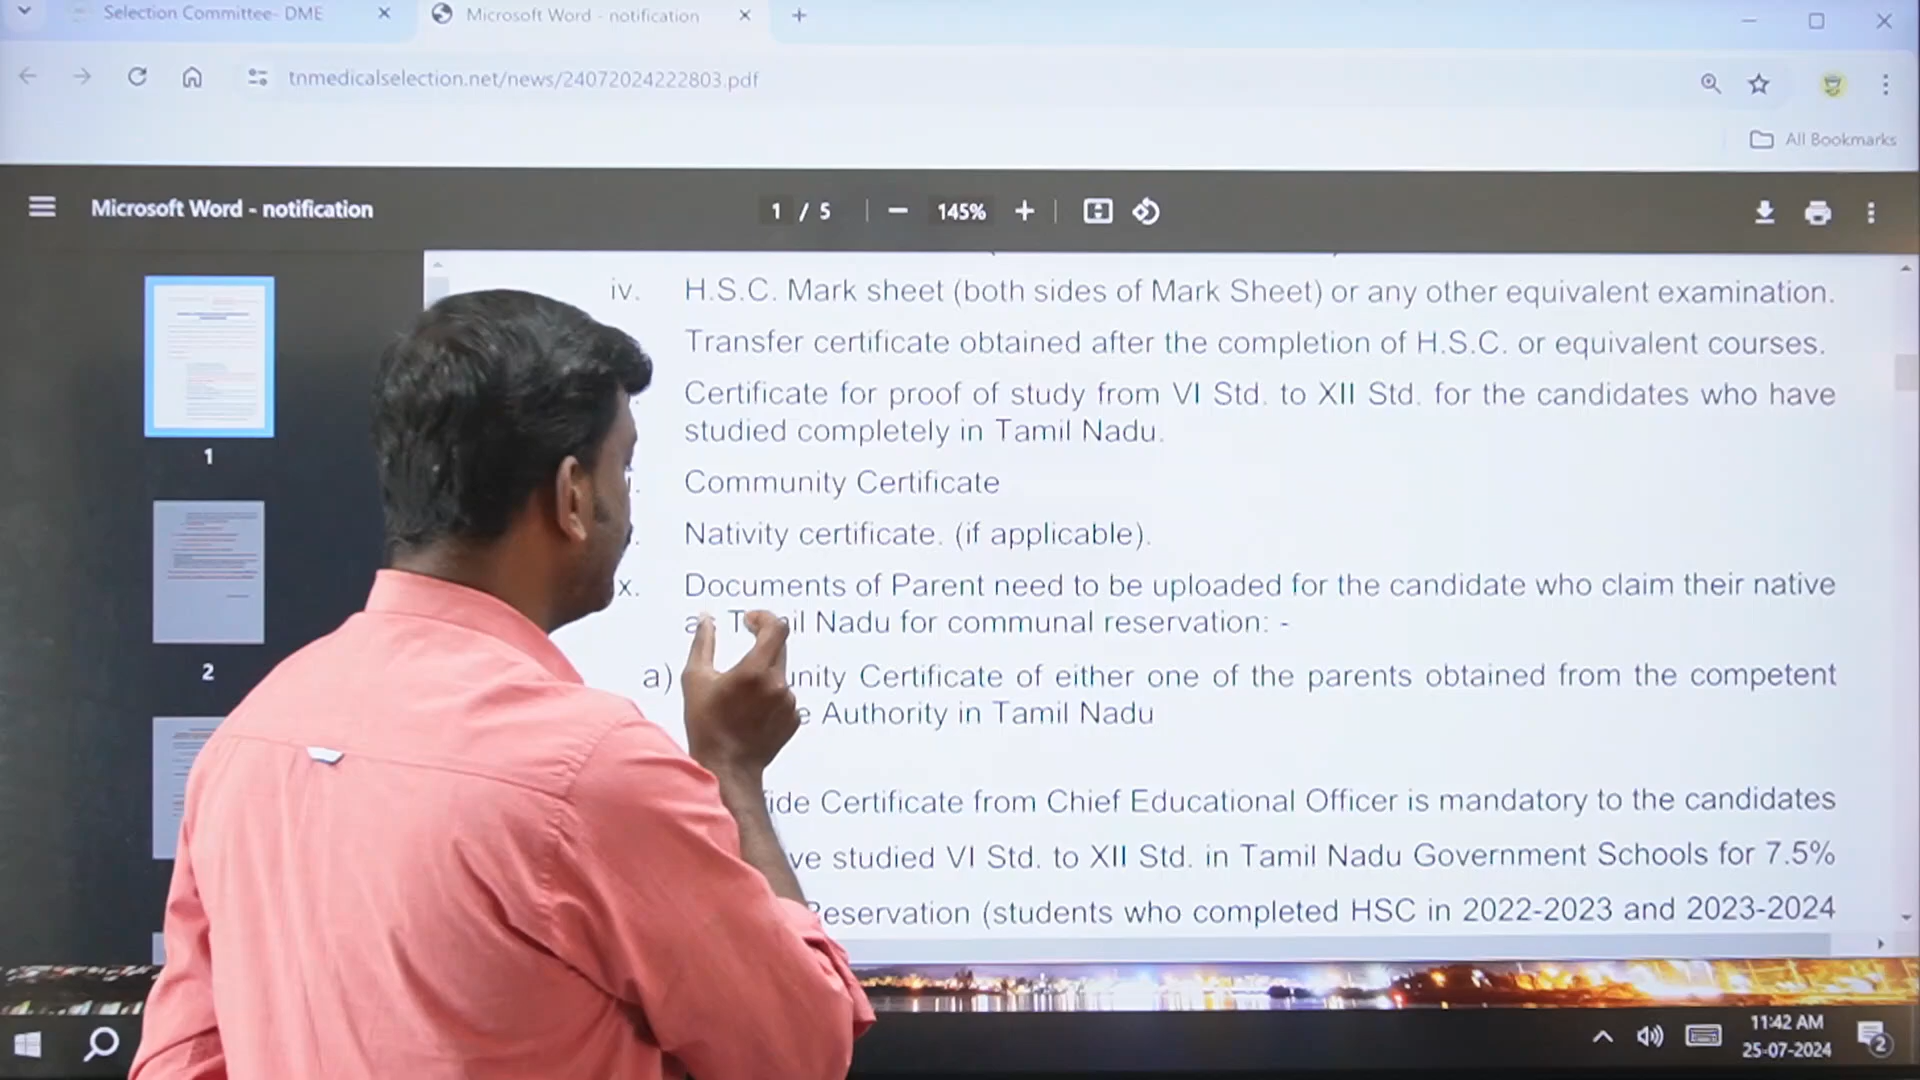 Selection Committee- DME
Microsoft Word - notification
tnmedicalselection.net/news/24072024222803.pdf
All Bookmarks
Microsoft Word - notification
1 / 5
145%
iv. H.S.C. Mark sheet (both sides of Mark Sheet) or any other equivalent examination.
Transfer certificate obtained after the completion of H.S.C. or equivalent courses.
Certificate for proof of study from VI Std. to XII Std. for the candidates who have
studied completely in Tamil Nadu.
Community Certificate
Nativity certificate. (if applicable).
x. Documents of Parent need to be uploaded for the candidate who claim their native
as Tamil Nadu for communal reservation: -
a) Certificate of either one of the parents obtained from the competent
Authority in Tamil Nadu
Certificate from Chief Educational Officer is mandatory to the candidates
studied VI Std. to XII Std. in Tamil Nadu Government Schools for 7.5%
Reservation (students who completed HSC in 2022-2023 and 2023-2024
1
2
11:42 AM
25-07-2024
2